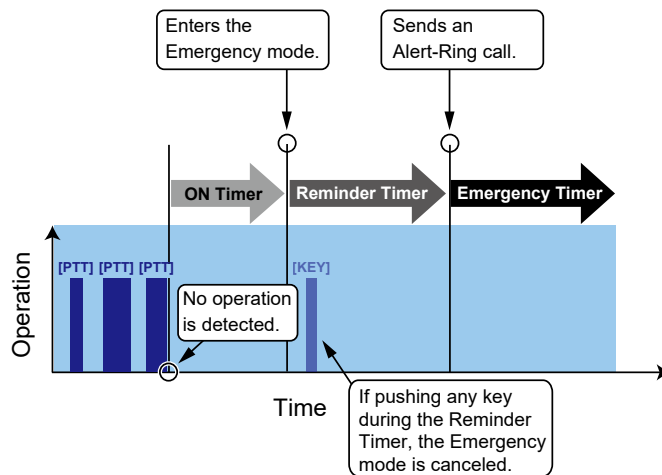 Enters the
Emergency mode.
Sends an
Alert-Ring call.
ON Timer
Reminder Timer
Emergency Timer
[PTT] [PTT] [PTT]
[KEY]
No operation
is detected.
Operation
Time
If pushing any key
during the Reminder
Timer, the Emergency
mode is canceled.